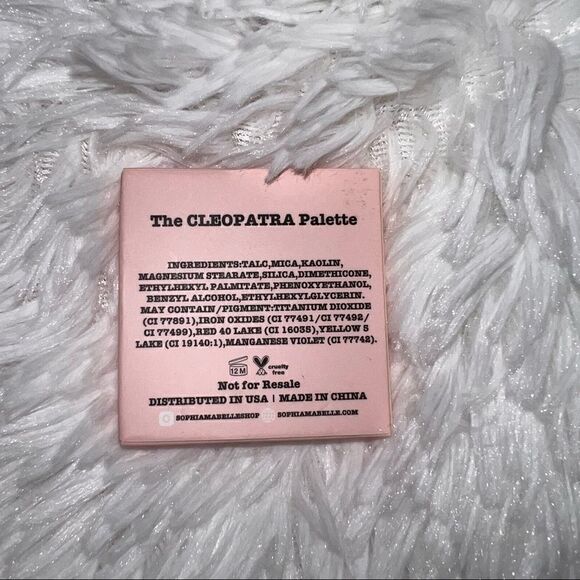 The CLEOPATRA Palette
INGREDIENTS:TALC,MICA,KAOLIN,
MAGNESIUM STEARATE,SILICA,DIMETHICONE,
ETHYLHEXYL PALMITATE,PHENOXYETHANOL,
BENZYL ALCOHOL,ETHYLHEXYLGLYCERIN.
MAY CONTAIN/PIGMENT:TITANIUM DIOXIDE
(CI 77891),IRON OXIDES (CI 77491/CI 77492/
CI 77499),RED 40 LAKE (CI 16035),YELLOW 5
LAKE (CI 19140:1),MANGANESE VIOLET (CI 77742).
12M
cruelty
free
Not for Resale
DISTRIBUTED IN USA | MADE IN CHINA
SOPHIAMABELLESHOP SOPHIAMABELLE.COM